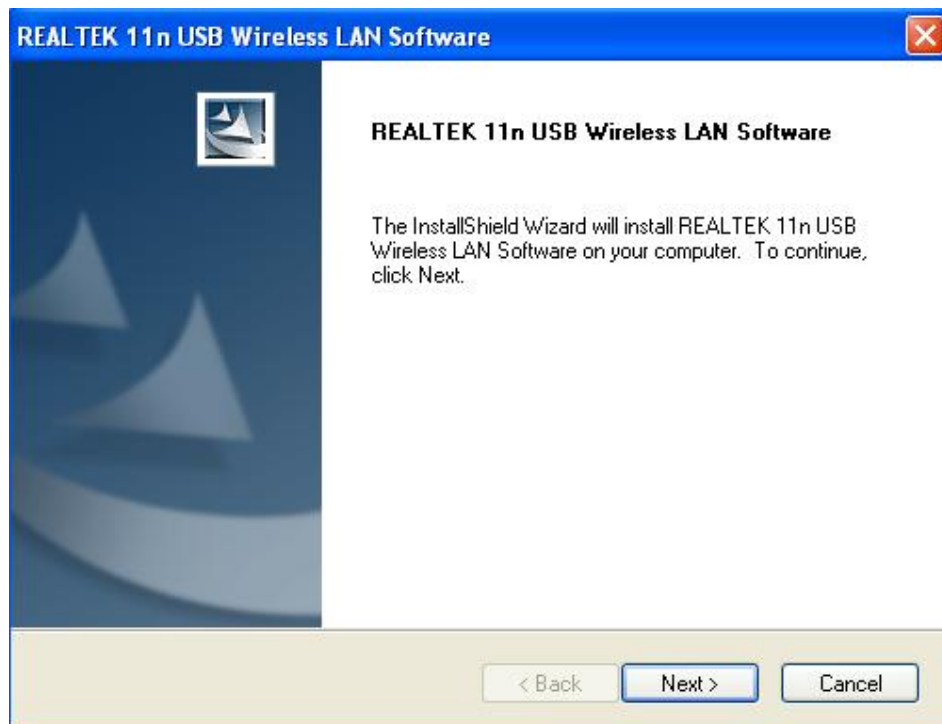 REALTEK 11n USB Wireless LAN Software
REALTEK 11n USB Wireless LAN Software
The InstallShield Wizard will install REALTEK 11n USB
Wireless LAN Software on your computer.  To continue,
click Next.
< Back
Next >
Cancel